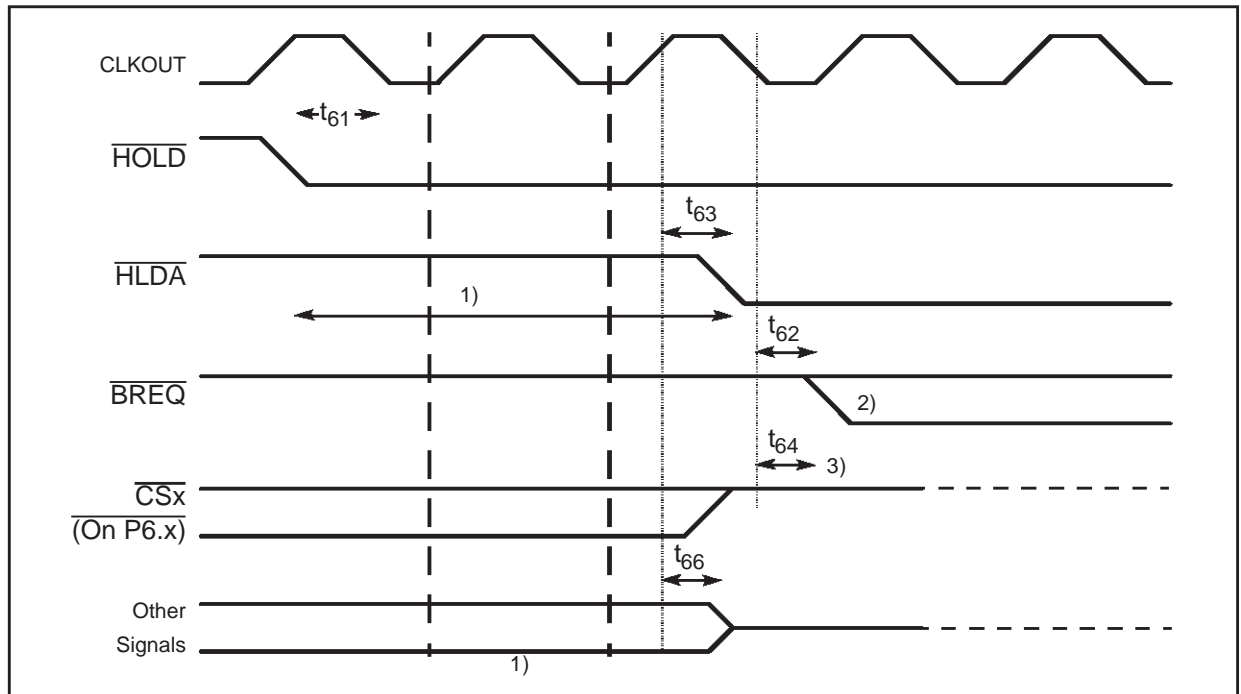 CLKOUT
t61
HOLD
t63
HLDA
1)
t62
BREQ
2)
t64
3)
CSx
(On P6.x)
t66
Other
Signals
1)